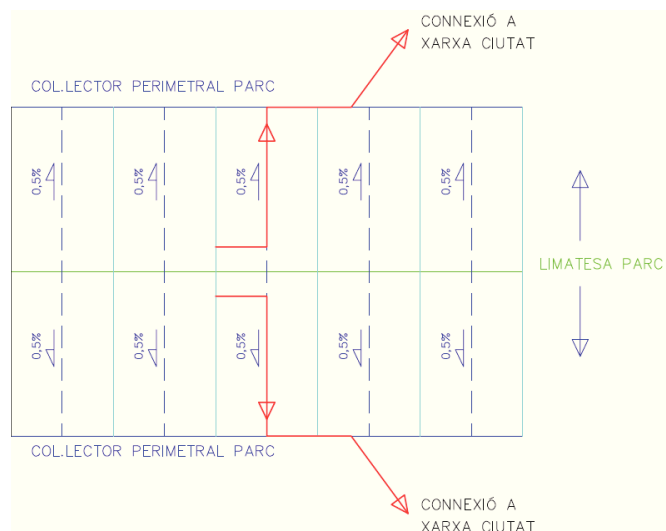 CONNEXIÓ A
XARXA CIUTAT
COL.LECTOR PERIMETRAL PARC
0,5%
0,5%
0,5%
0,5%
0,5%
LIMATESA PARC
0,5%
0,5%
0,5%
0,5%
0,5%
COL.LECTOR PERIMETRAL PARC
CONNEXIÓ A
XARXA CIUTAT